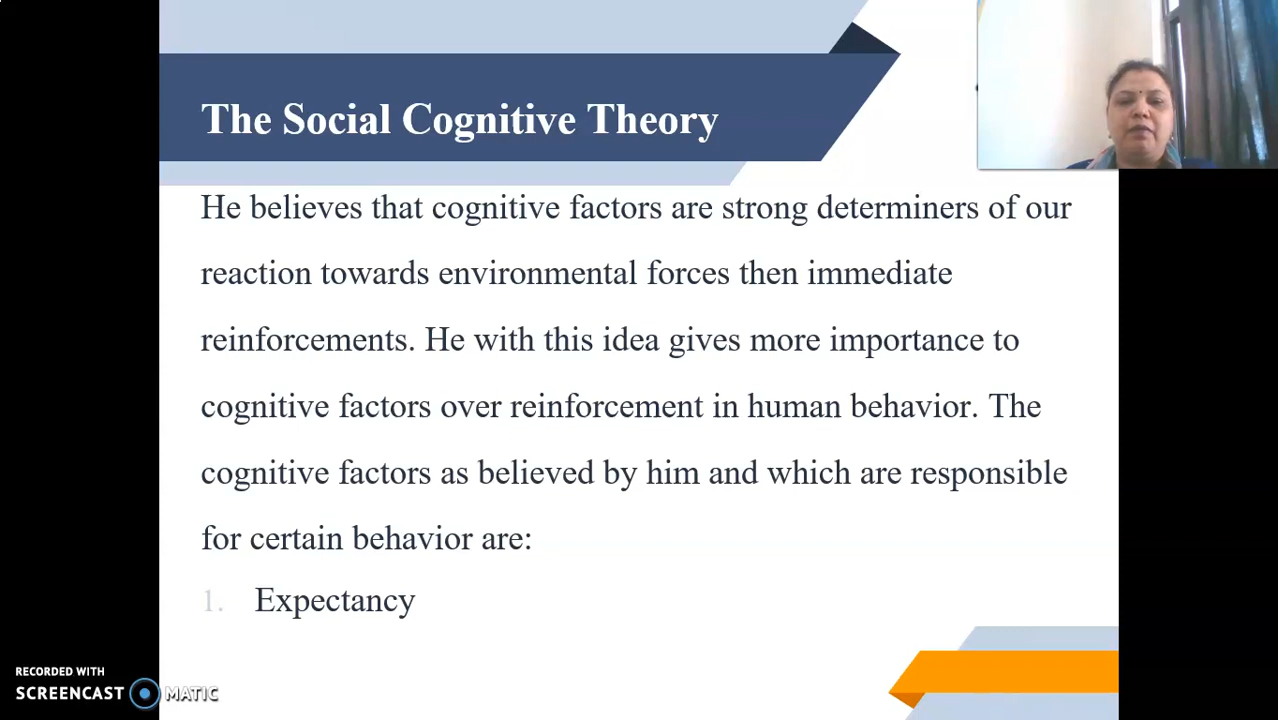 The Social Cognitive Theory
He believes that cognitive factors are strong determiners of our
reaction towards environmental forces then immediate
reinforcements. He with this idea gives more importance to
cognitive factors over reinforcement in human behavior. The
cognitive factors as believed by him and which are responsible
for certain behavior are:
1. Expectancy
RECORDED WITH
SCREENCAST MATIC